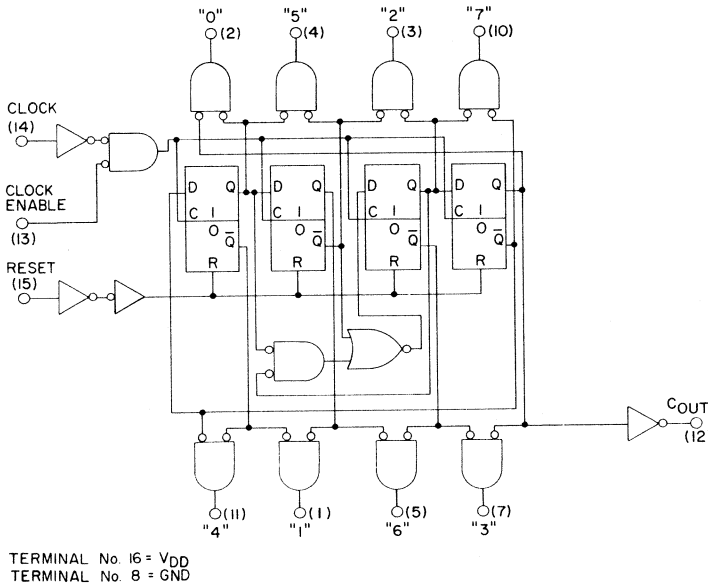 "0" "5" "2" "7"
(2) (4) (3) (10)
CLOCK
(14)
CLOCK
ENABLE
(13)
D Q D Q D Q D Q
C I C I C I C I
O Q O Q O Q O Q
R R R R
RESET
(15)
COUT
(12
(11) (1) (5) (7)
"4" "1" "6" "3"
TERMINAL No. 16 = VDD
TERMINAL No. 8 = GND